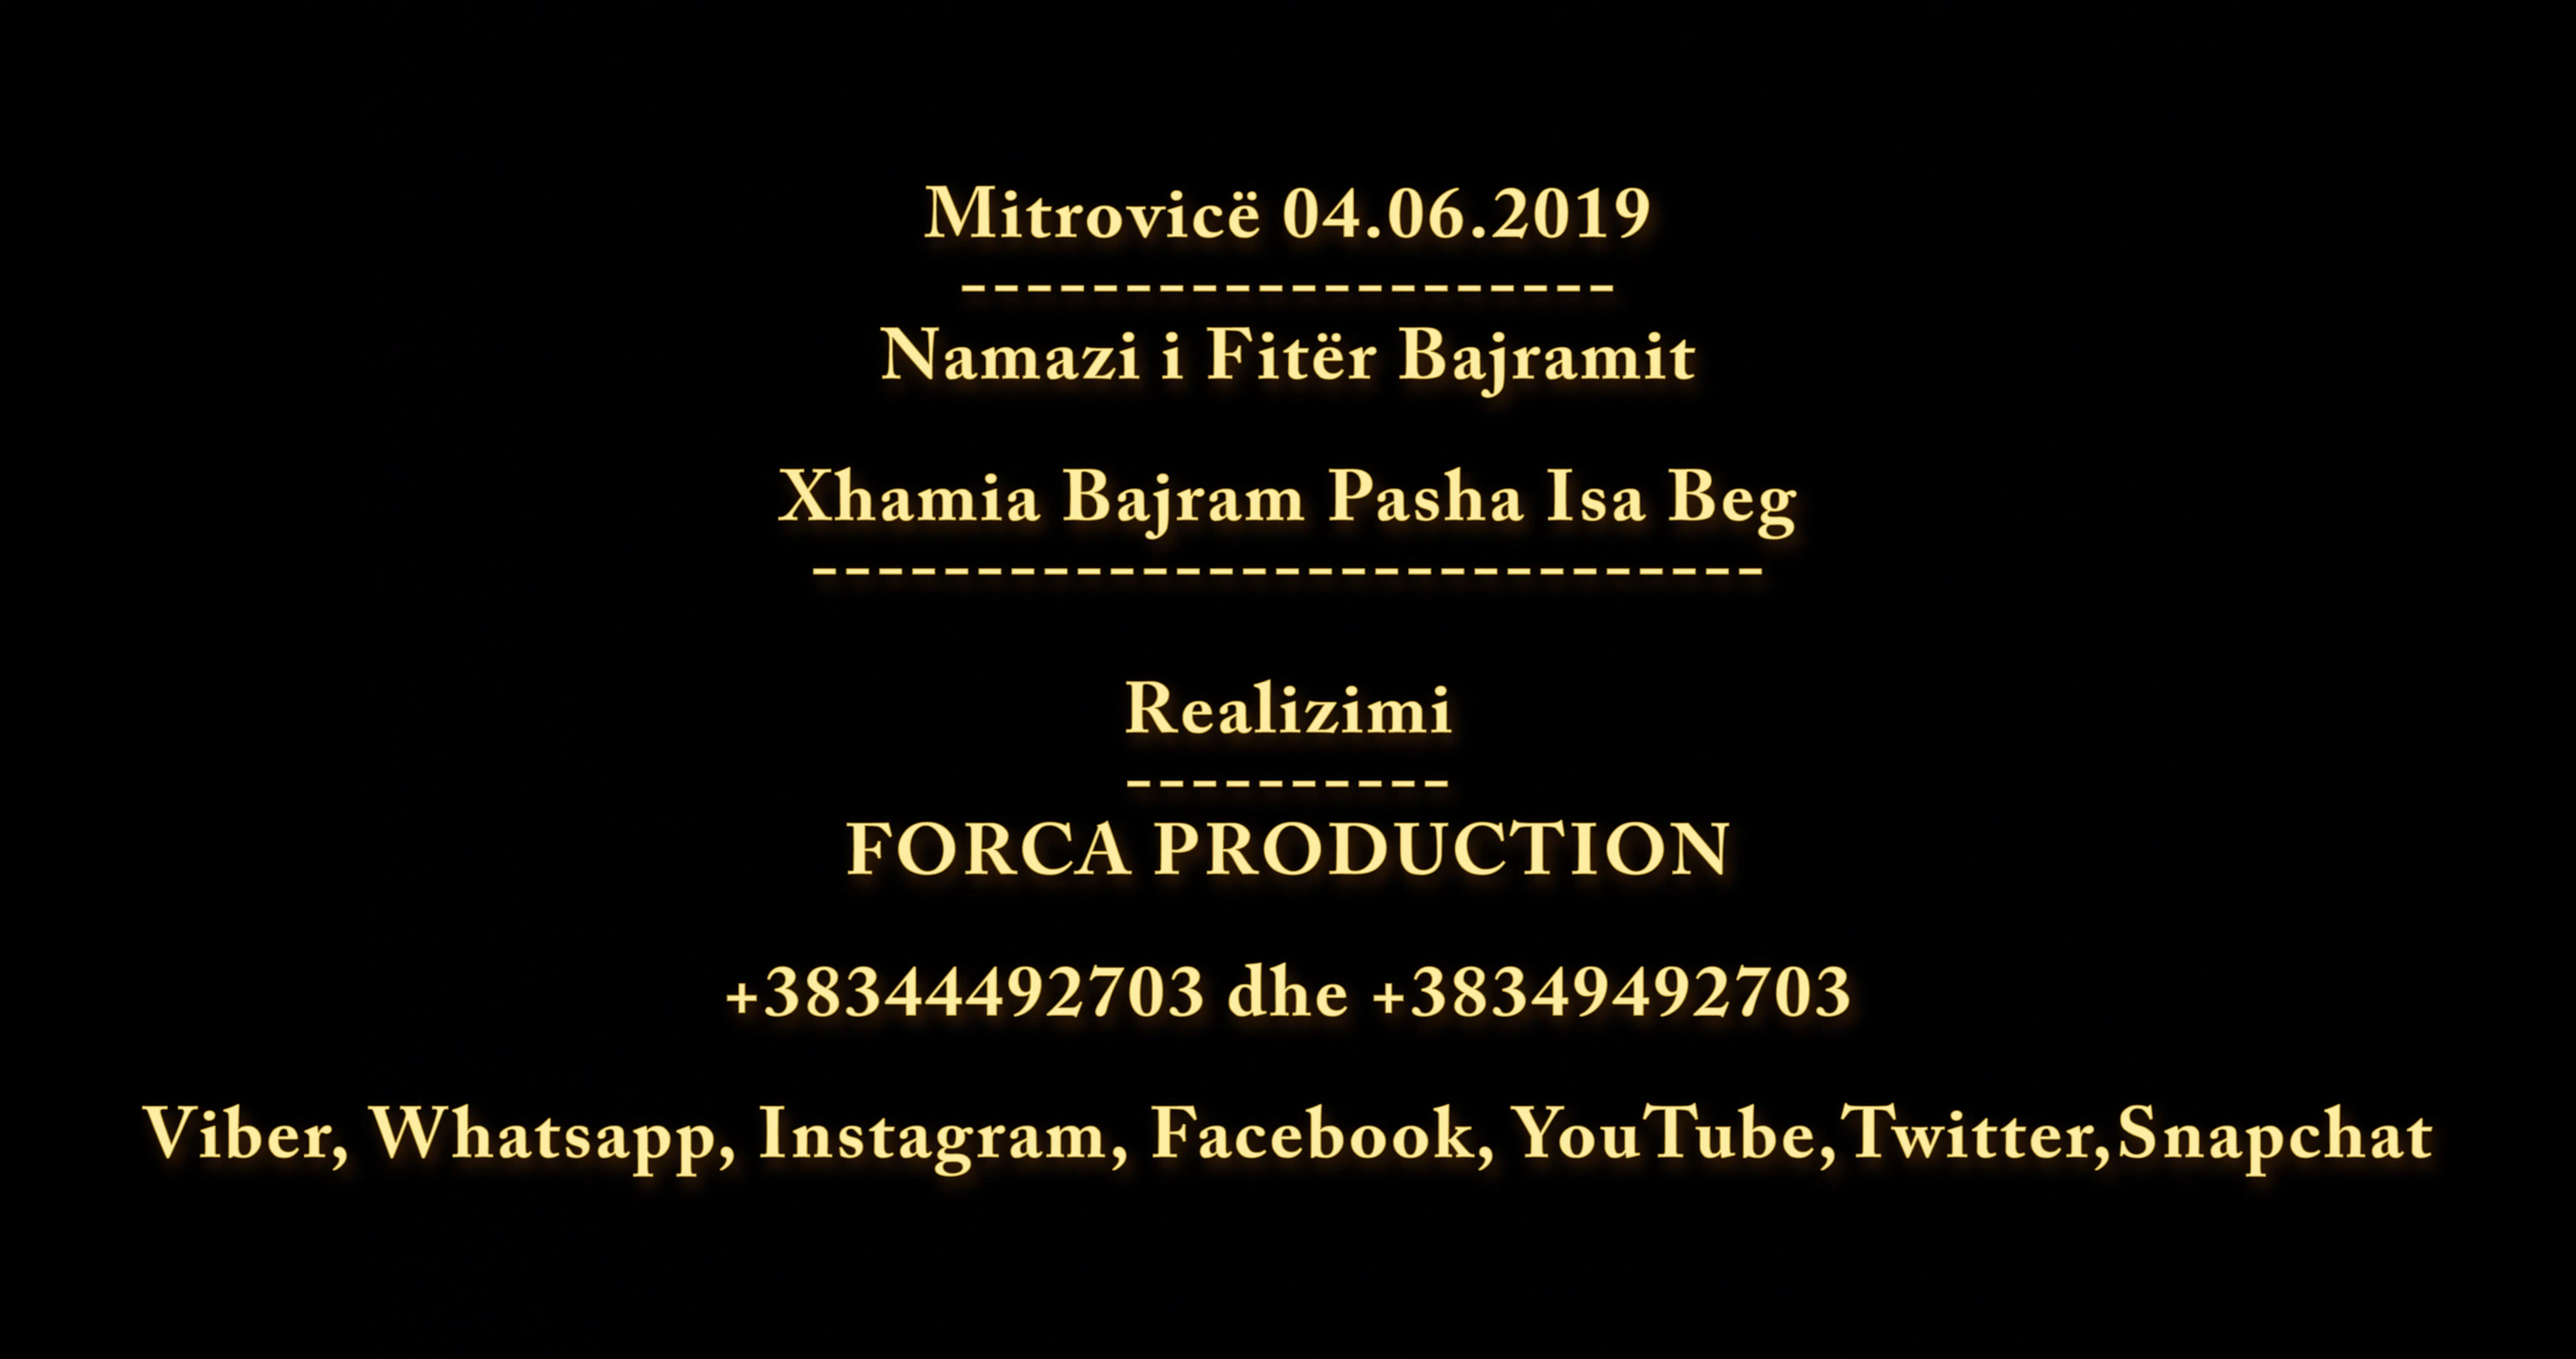 Mitrovicë 04.06.2019
--------------------
Namazi i Fitër Bajramit
Xhamia Bajram Pasha Isa Beg
-----------------------------
Realizimi
----------
FORCA PRODUCTION
+38344492703 dhe +38349492703
Viber, Whatsapp, Instagram, Facebook, YouTube,Twitter,Snapchat